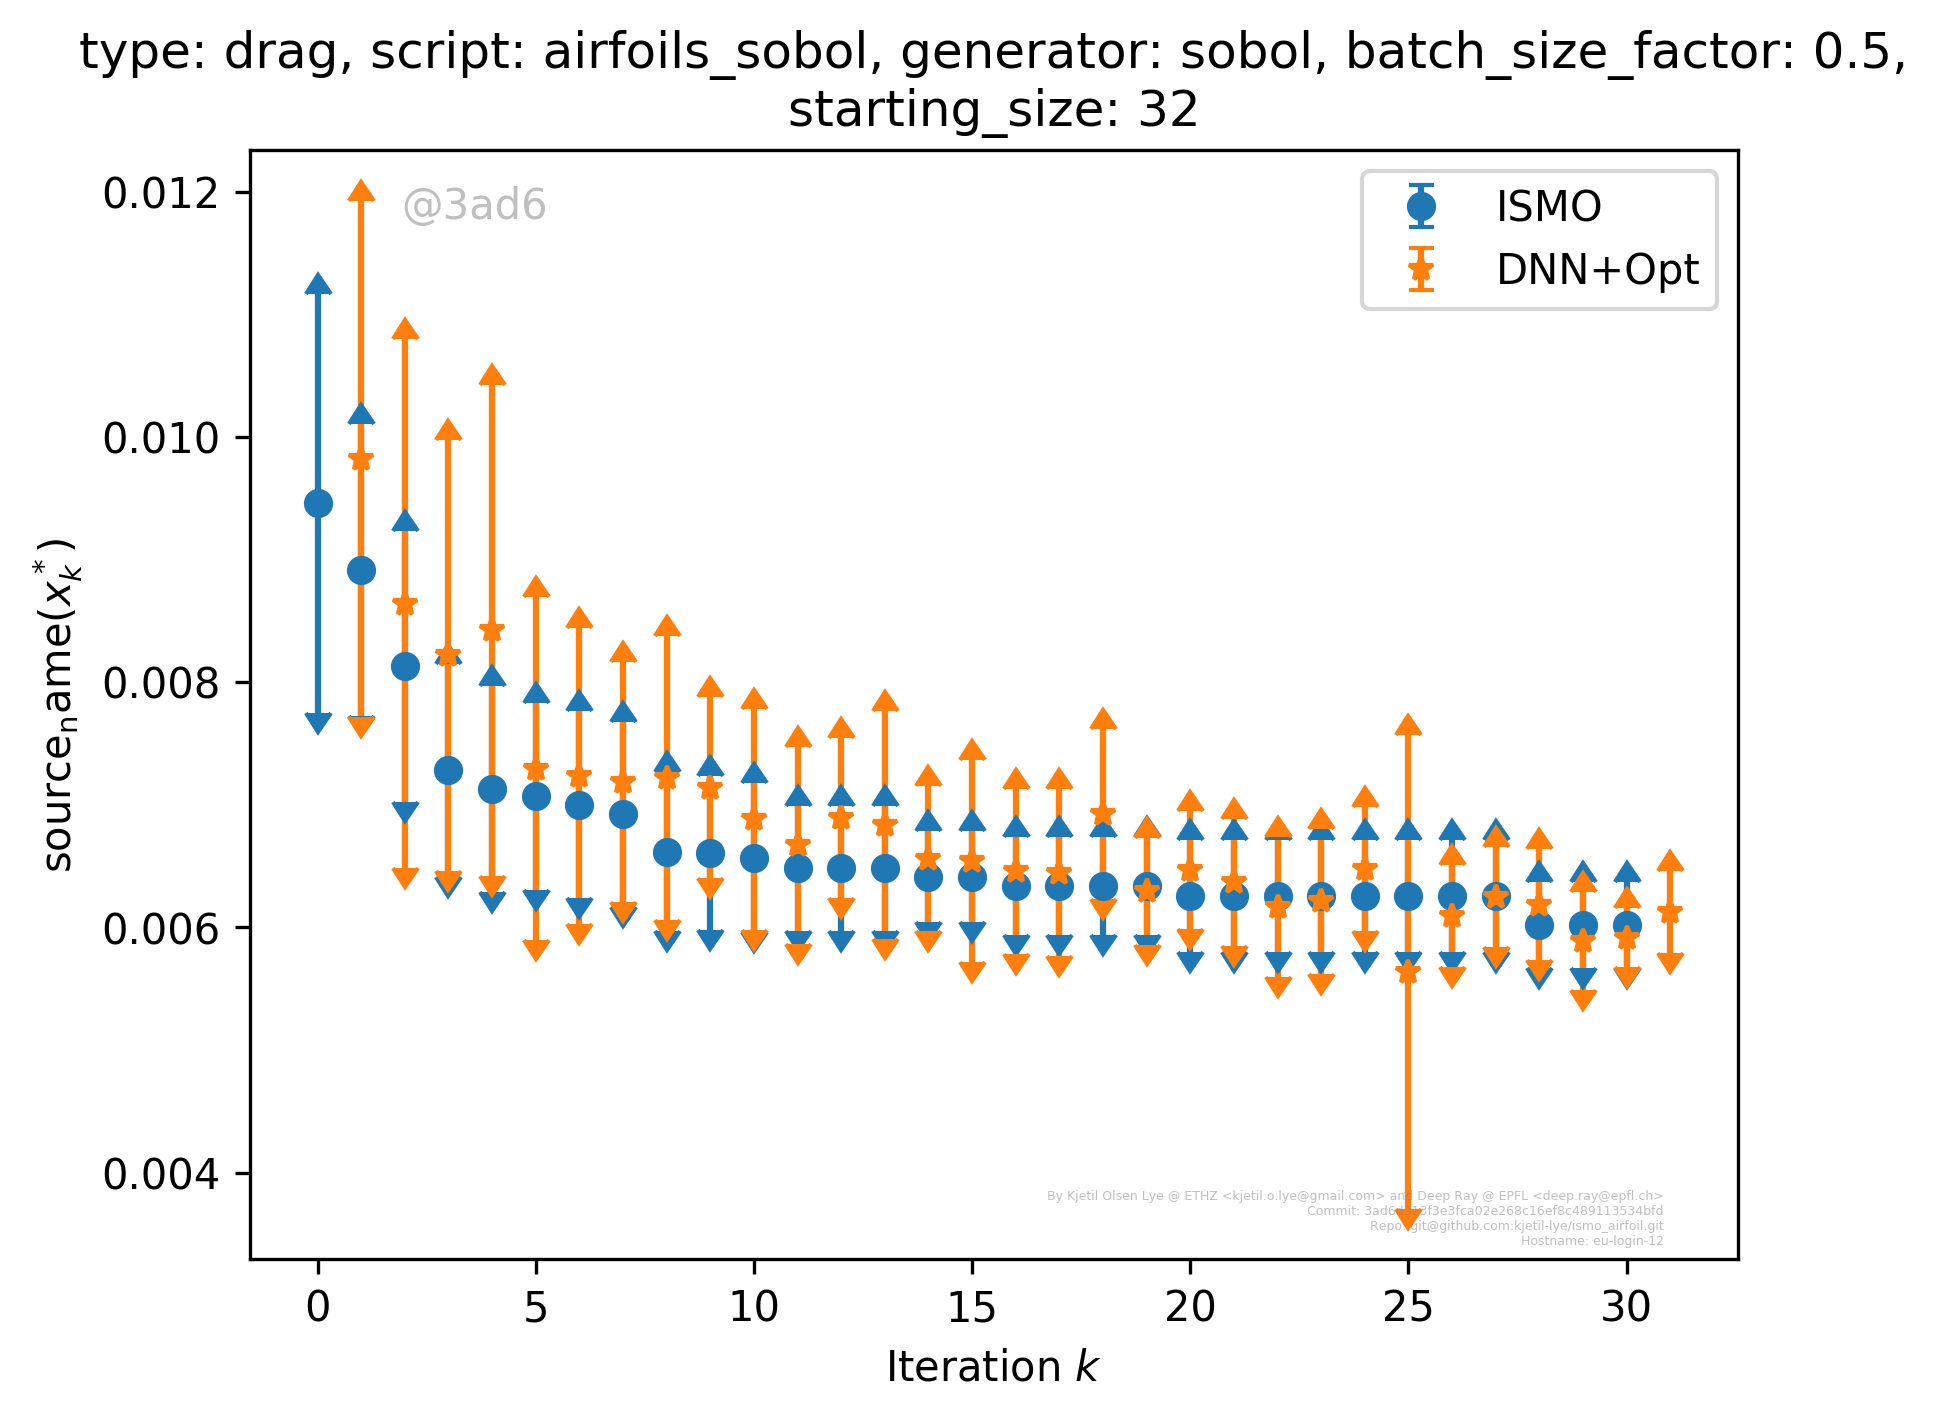 type: drag, script: airfoils_sobol, generator: sobol, batch_size_factor: 0.5,
starting_size: 32
@3ad6
ISMO
DNN+Opt
0.012
0.010
0.008
0.006
0.004
sourceₙame(x*ₖ)
By Kjetil Olsen Lye @ ETHZ <kjetil.o.lye@gmail.com> and Deep Ray @ EPFL <deep.ray@epfl.ch>
Commit:
Repo: git@github.com:kjetil-lye/ismo_airfoil.git
Hostname: eu-login-12
0 5 10 15 20 25 30
Iteration k